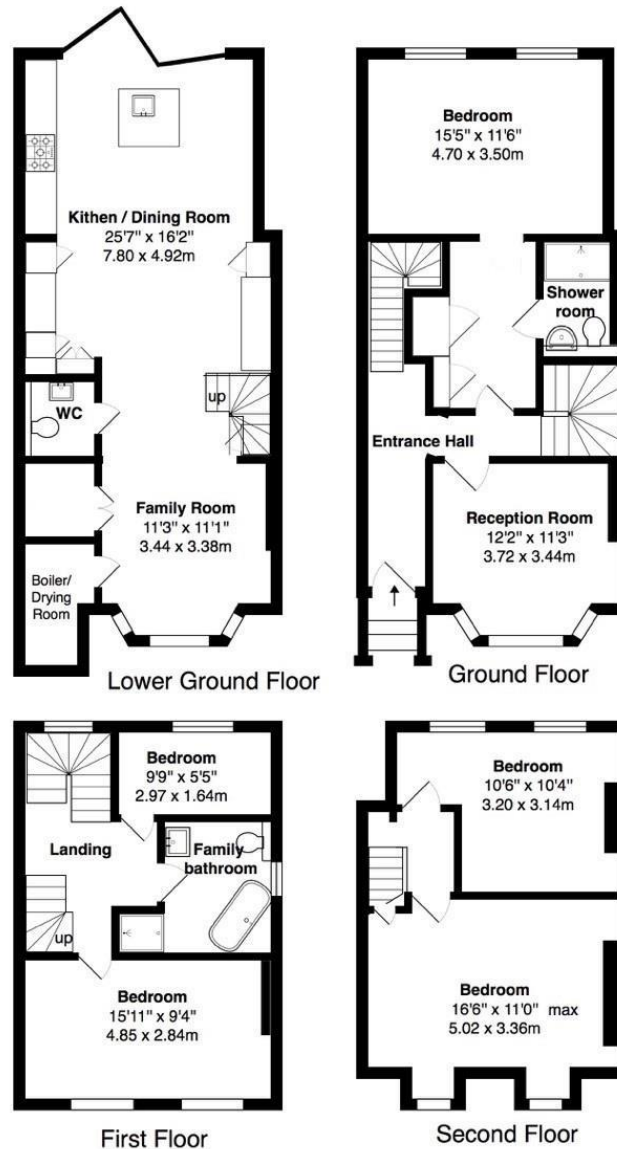 Kithen / Dining Room
25'7" x 16'2"
7.80 x 4.92m
WC
up
Family Room
11'3" x 11'1"
3.44 x 3.38m
Boiler/
Drying
Room
Lower Ground Floor
Bedroom
15'5" x 11'6"
4.70 x 3.50m
Shower
room
Entrance Hall
Reception Room
12'2" x 11'3"
3.72 x 3.44m
Ground Floor
Bedroom
9'9" x 5'5"
2.97 x 1.64m
Landing
Family
bathroom
up
Bedroom
15'11" x 9'4"
4.85 x 2.84m
First Floor
Bedroom
10'6" x 10'4"
3.20 x 3.14m
Bedroom
16'6" x 11'0" max
5.02 x 3.36m
Second Floor